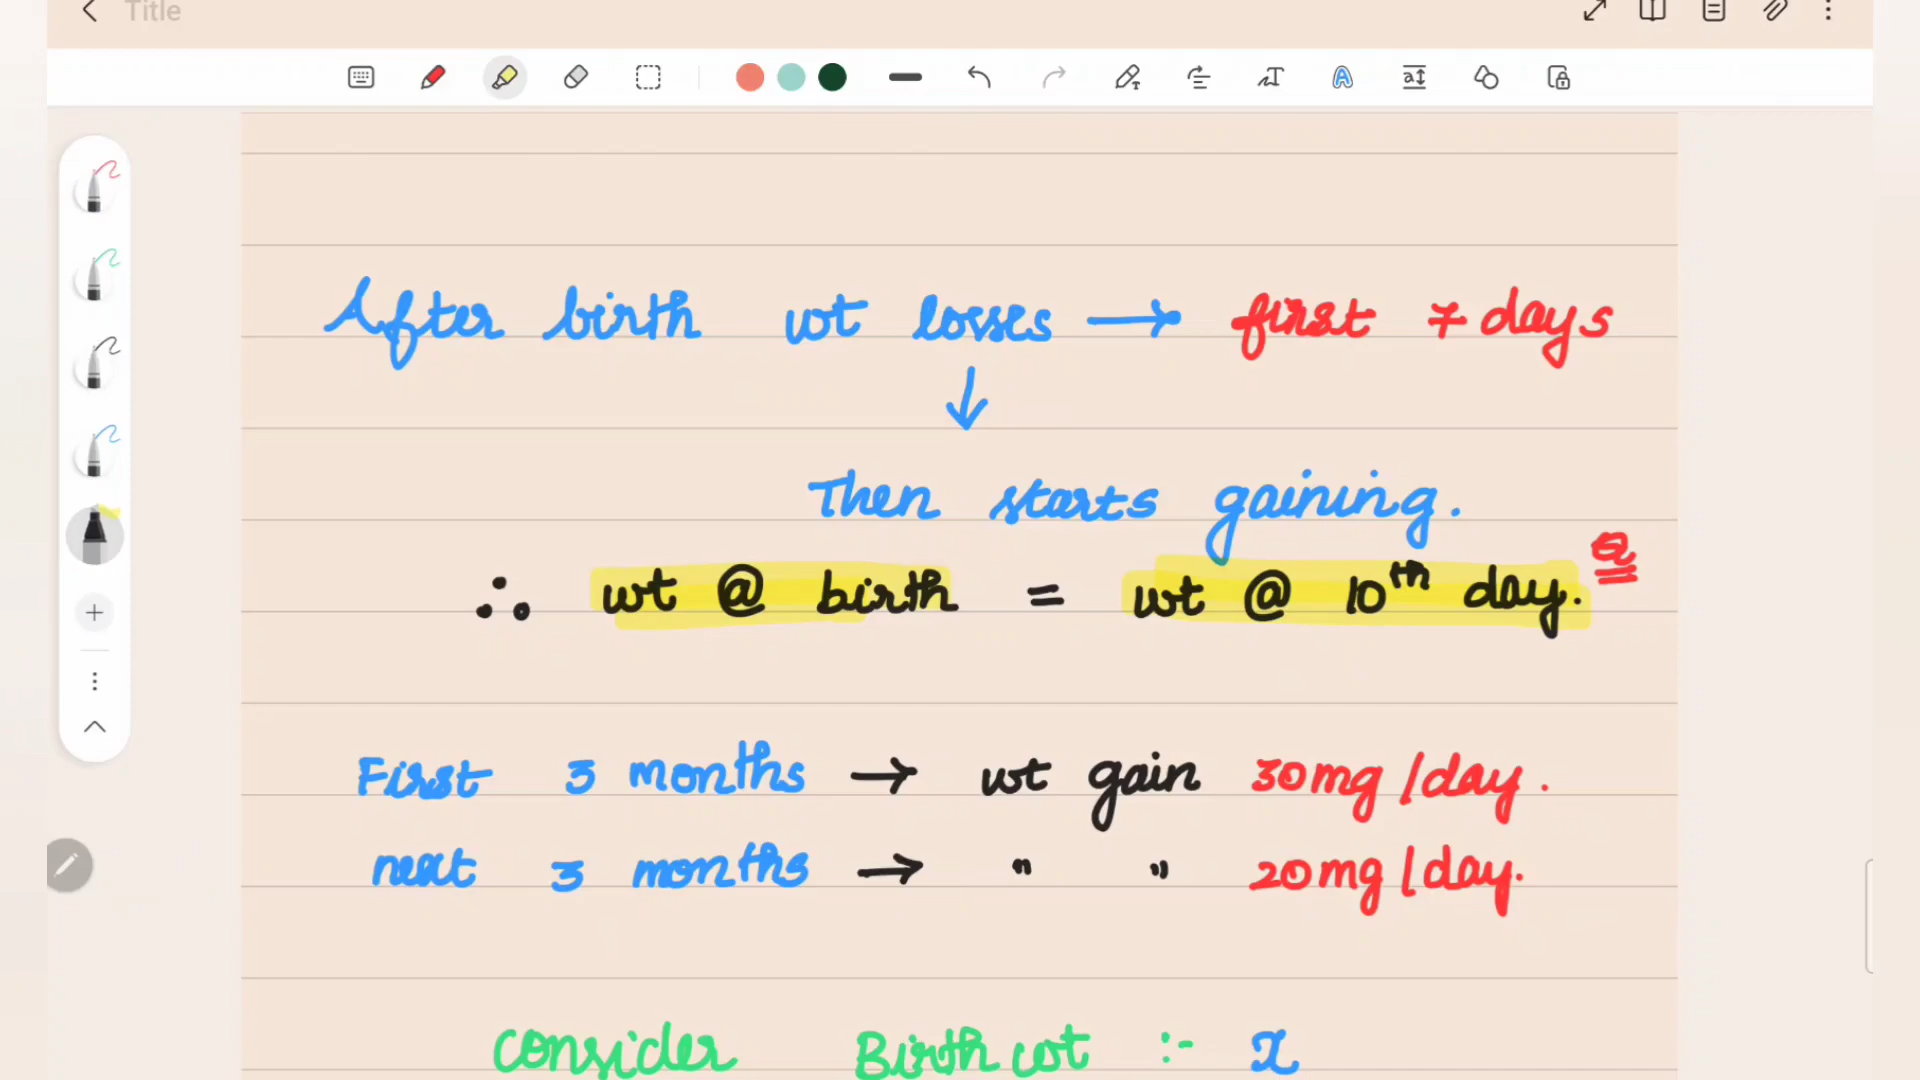 Title
After birth wt losses → first 7 days
↓
Then starts gaining.
∴ wt @ birth = wt @ 10th day.
First 3 months → wt gain 30mg/day.
next 3 months → " " 20mg/day.
consider Birth wt :- x